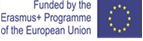 Funded by the
Erasmus+ Programme
of the European Union